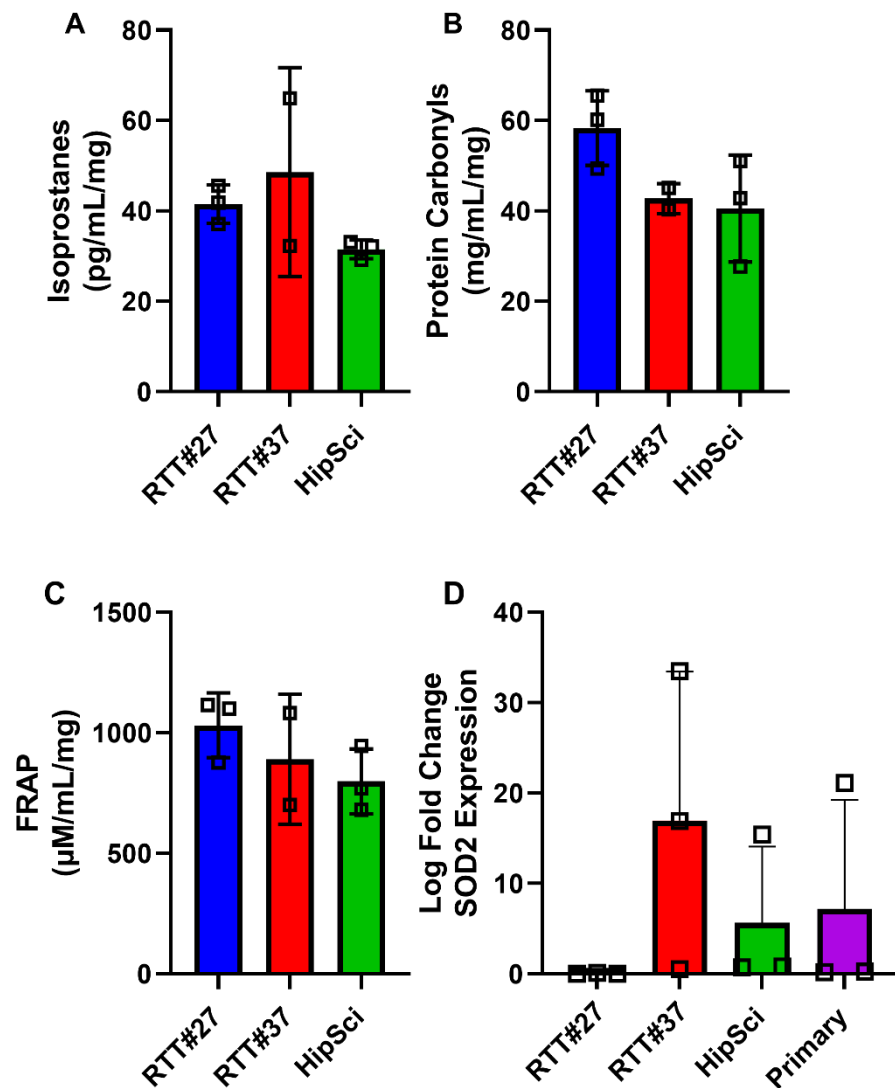 A
Isoprostanes
(pg/mL/mg)
80
60
40
20
0
RTT#27
RTT#37
HipSci
B
Protein Carbonyls
(mg/mL/mg)
80
60
40
20
0
RTT#27
RTT#37
HipSci
C
FRAP
(µM/mL/mg)
1500
1000
500
0
RTT#27
RTT#37
HipSci
D
Log Fold Change
SOD2 Expression
40
30
20
10
0
RTT#27
RTT#37
HipSci
Primary